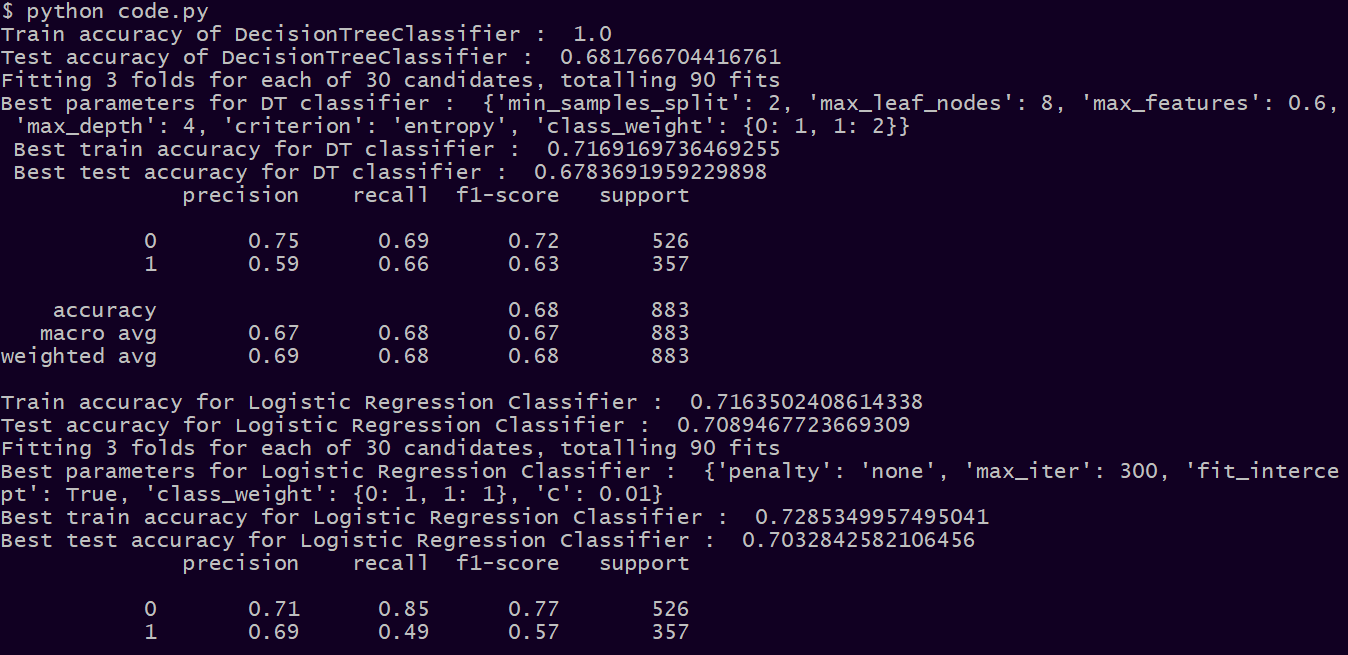 $ python code.py
Train accuracy of DecisionTreeClassifier :  1.0
Test accuracy of DecisionTreeClassifier :  0.681766704416761
Fitting 3 folds for each of 30 candidates, totalling 90 fits
Best parameters for DT classifier :  {'min_samples_split': 2, 'max_leaf_nodes': 8, 'max_features': 0.6,
 'max_depth': 4, 'criterion': 'entropy', 'class_weight': {0: 1, 1: 2}}
 Best train accuracy for DT classifier :  0.7169169736469255
 Best test accuracy for DT classifier :  0.6783691959229898
              precision    recall  f1-score   support

           0       0.75      0.69      0.72       526
           1       0.59      0.66      0.63       357

    accuracy                           0.68       883
   macro avg       0.67      0.68      0.67       883
weighted avg       0.69      0.68      0.68       883

Train accuracy for Logistic Regression Classifier :  0.7163502408614338
Test accuracy for Logistic Regression Classifier :  0.7089467723669309
Fitting 3 folds for each of 30 candidates, totalling 90 fits
Best parameters for Logistic Regression Classifier :  {'penalty': 'none', 'max_iter': 300, 'fit_interce
pt': True, 'class_weight': {0: 1, 1: 1}, 'C': 0.01}
Best train accuracy for Logistic Regression Classifier :  0.7285349957495041
Best test accuracy for Logistic Regression Classifier :  0.7032842582106456
              precision    recall  f1-score   support

           0       0.71      0.85      0.77       526
           1       0.69      0.49      0.57       357